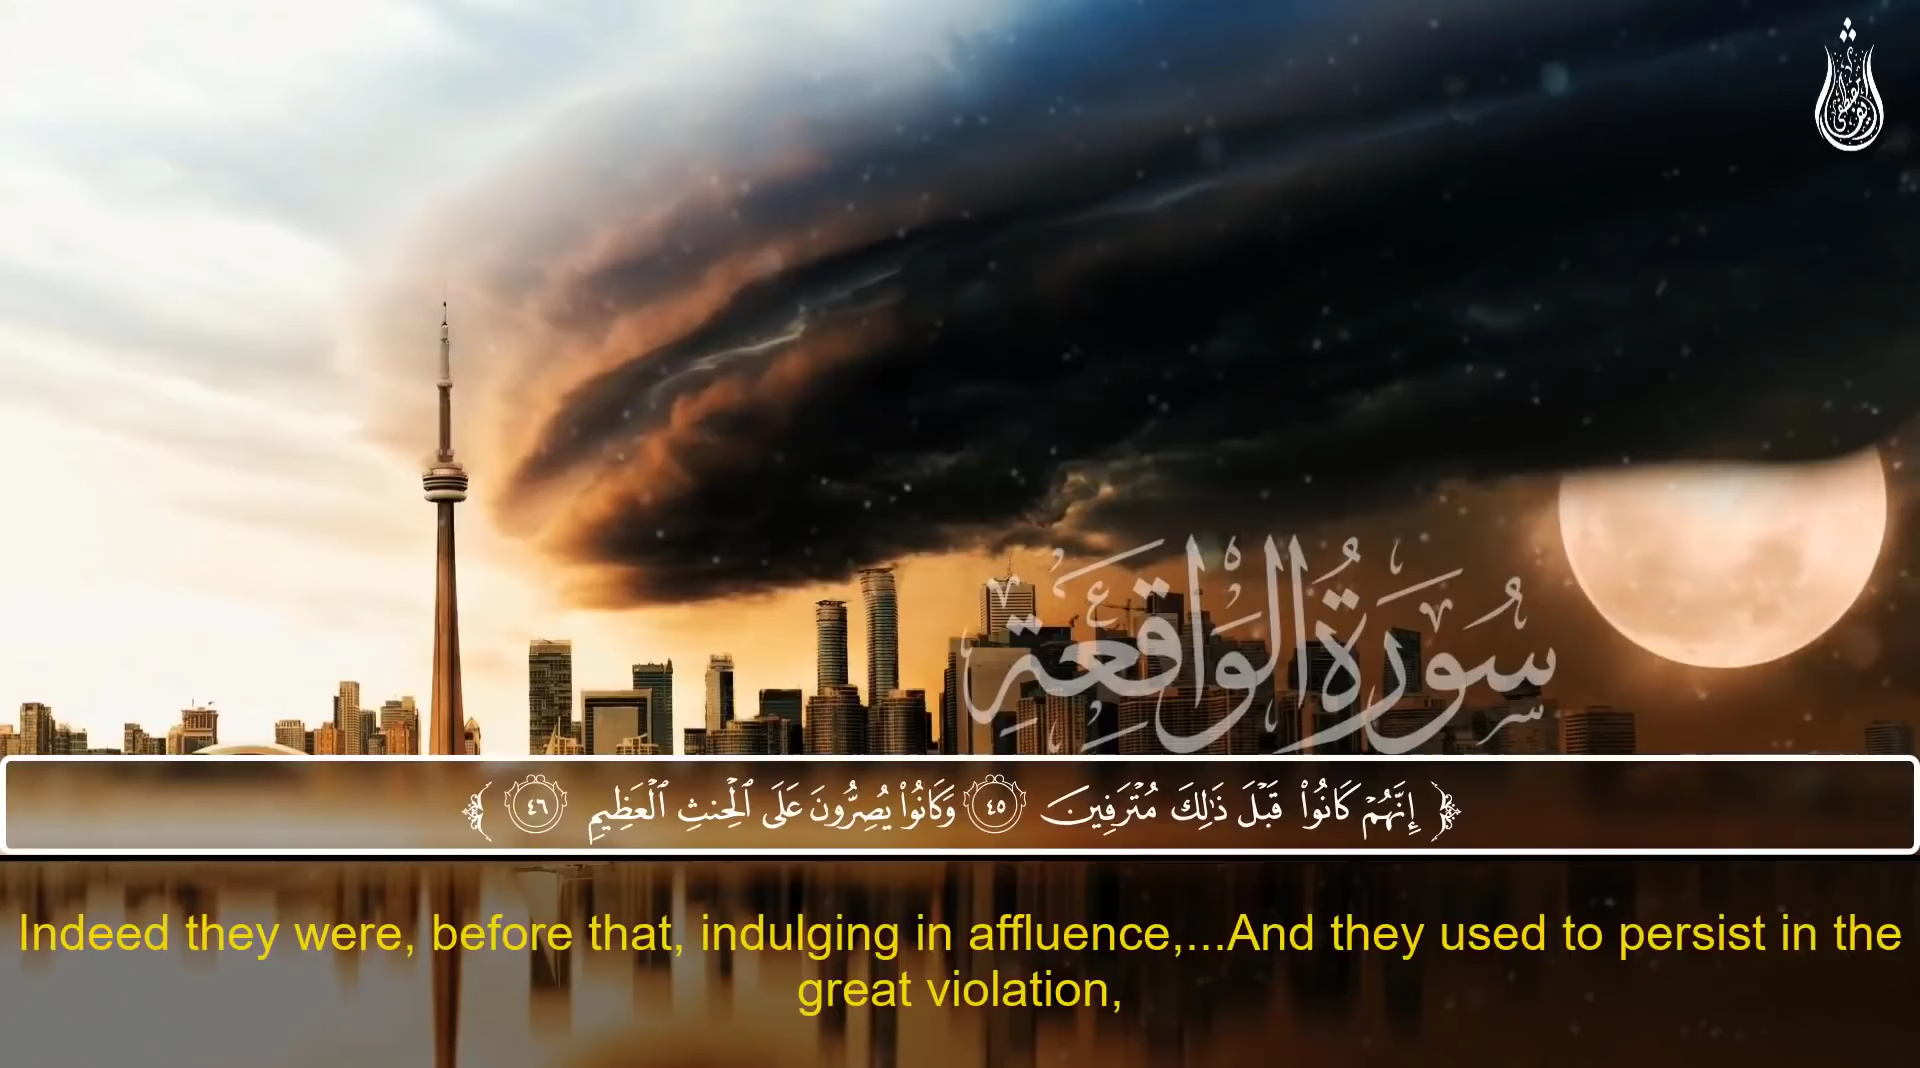 سُورَةُ الْوَاقِعَةِ
﴿ إِنَّهُمْ كَانُوا۟ قَبْلَ ذَٰلِكَ مُتْرَفِينَ ٤٥ وَكَانُوا۟ يُصِرُّونَ عَلَى ٱلْحِنثِ ٱلْعَظِيمِ ٤٦ ﴾
Indeed they were, before that, indulging in affluence,...And they used to persist in the
great violation,